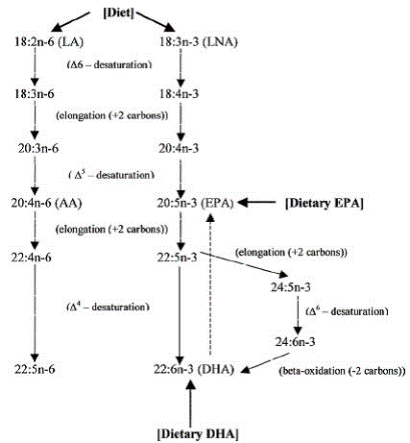 [Diet]
18:2n-6 (LA) 18:3n-3 (LNA)
(Δ6 – desaturation)
18:3n-6 18:4n-3
(elongation (+2 carbons))
20:3n-6 20:4n-3
( Δ⁵ – desaturation)
20:4n-6 (AA) 20:5n-3 (EPA) [Dietary EPA]
(elongation (+2 carbons))
(elongation (+2 carbons))
22:4n-6 22:5n-3
24:5n-3
(Δ⁴ – desaturation) (Δ⁶ – desaturation)
24:6n-3
22:5n-6 22:6n-3 (DHA) (beta-oxidation (-2 carbons))
[Dietary DHA]